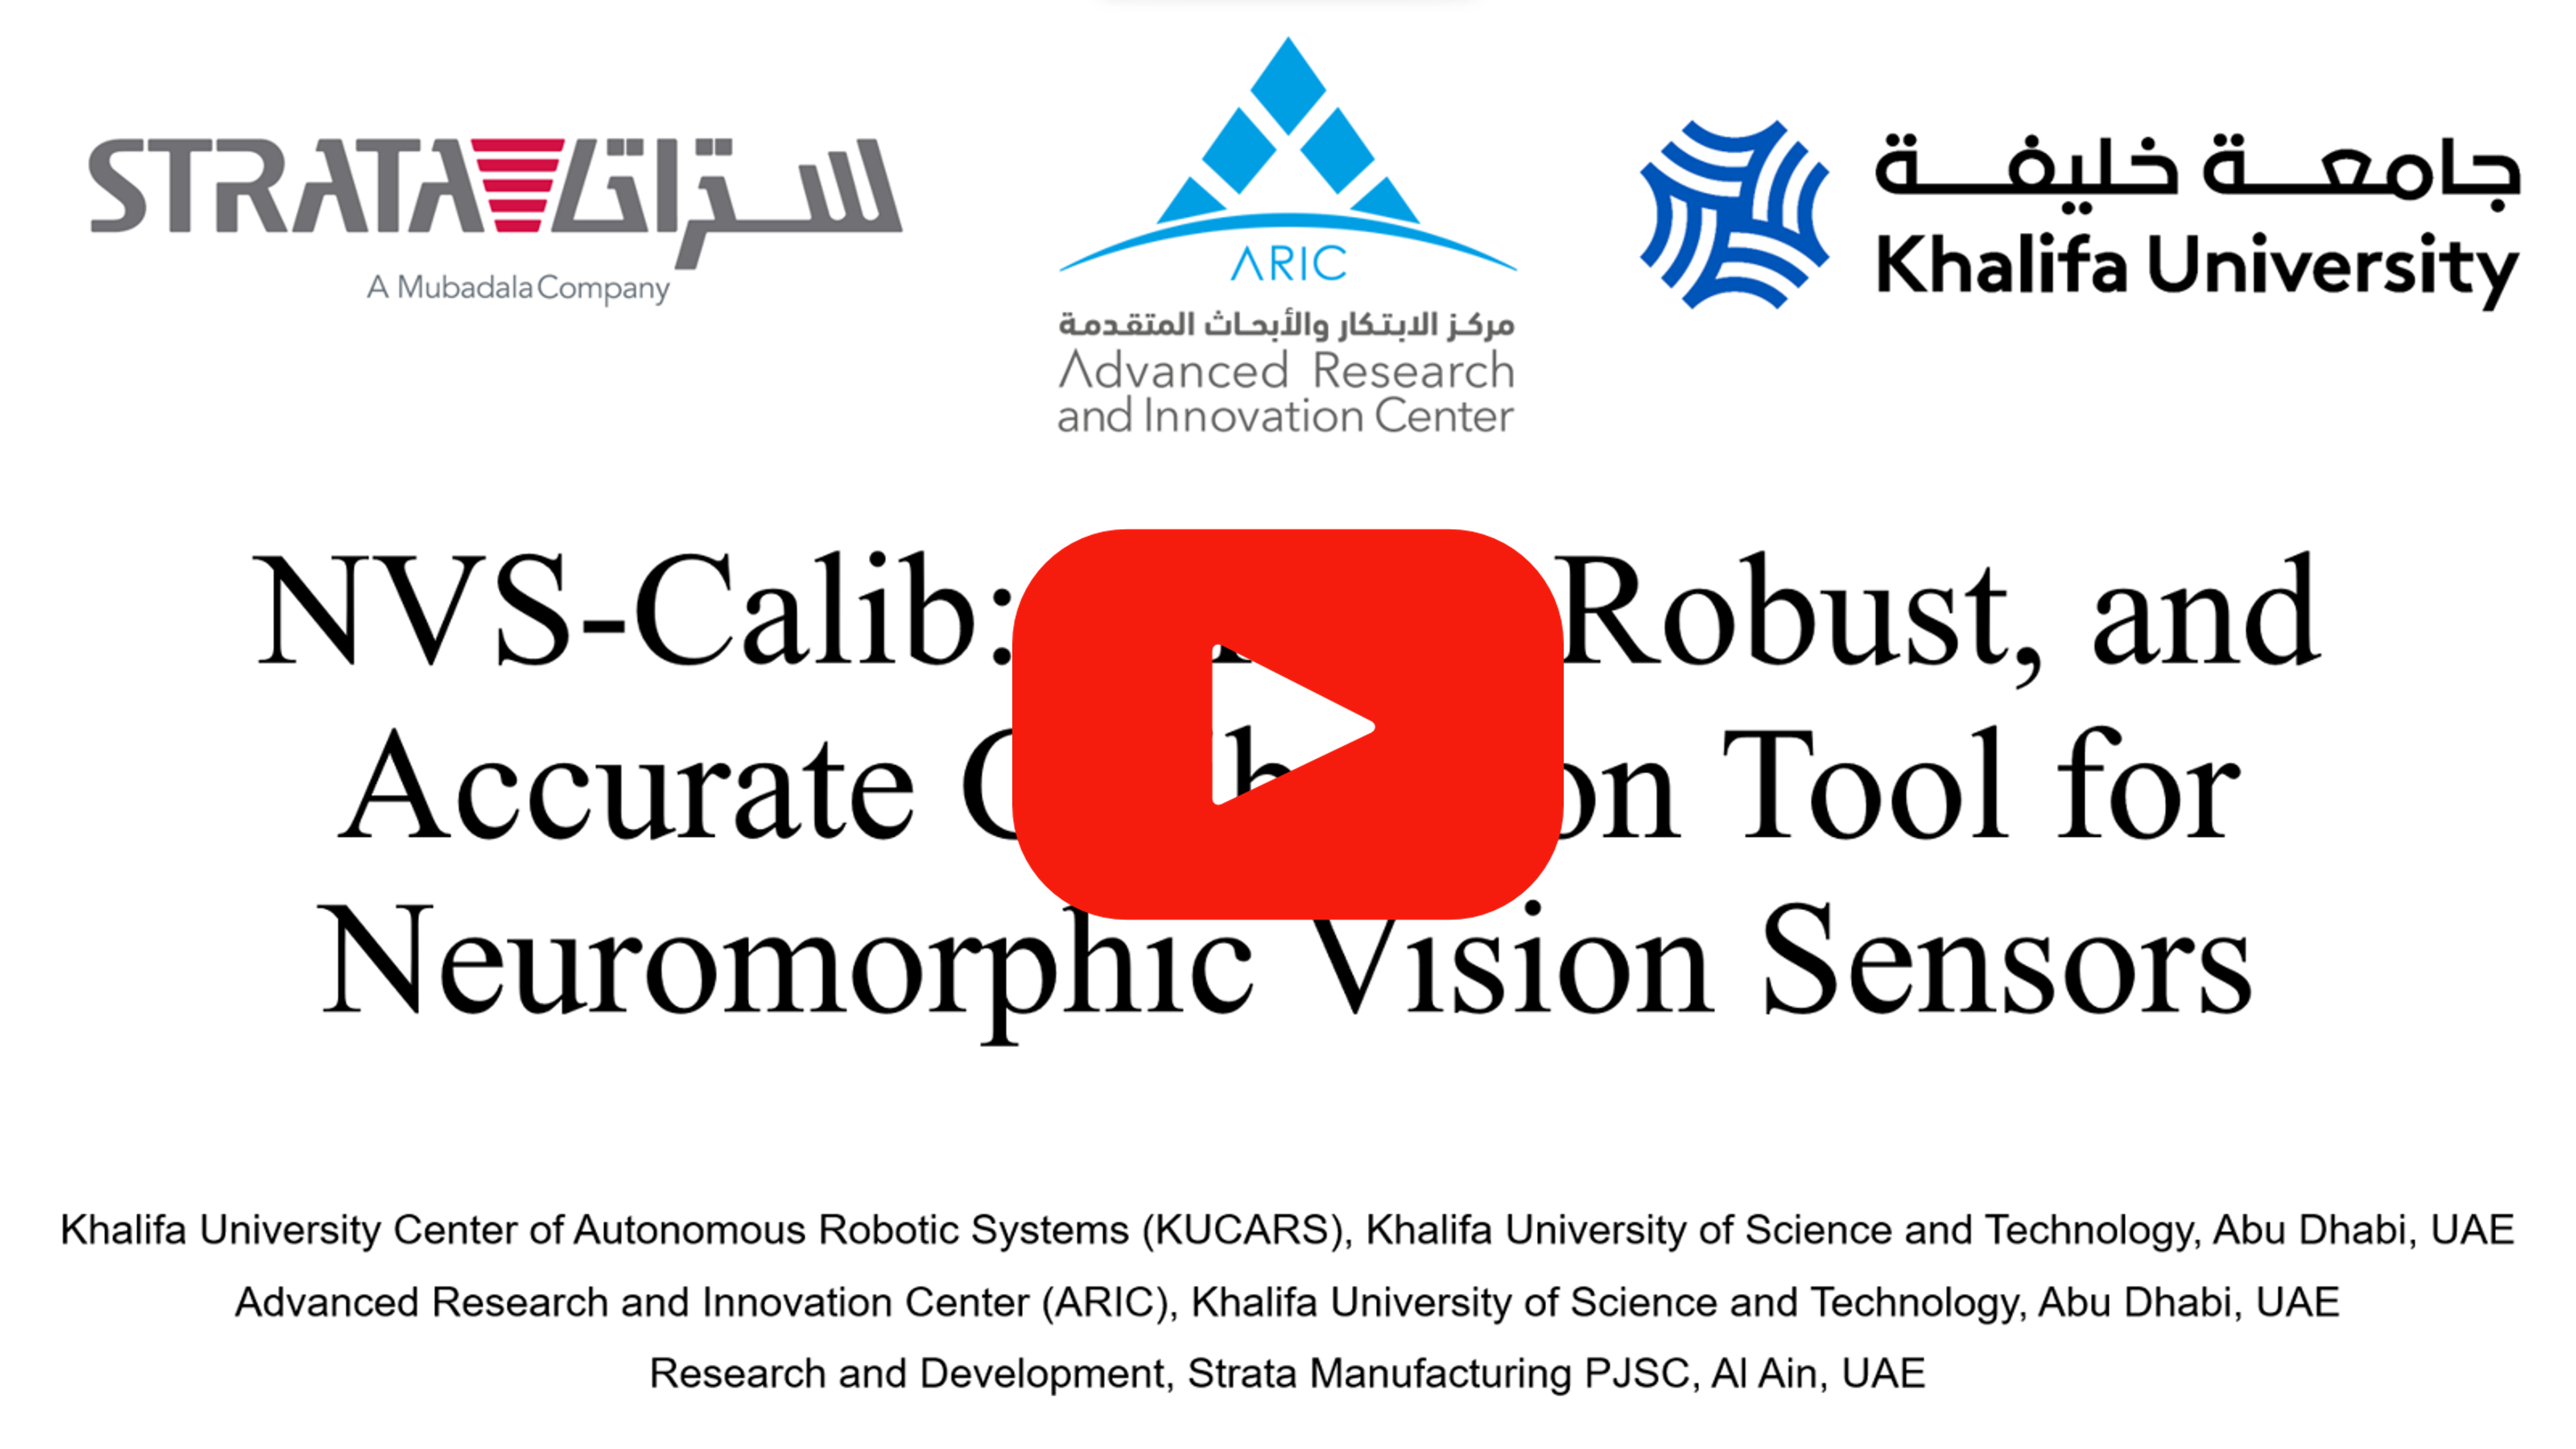 STRATA ستراتا
A Mubadala Company
ARIC
مركز الابتكار والأبحاث المتقدمة
Advanced Research
and Innovation Center
جامعة خليفة
Khalifa University
NVS-Calib: Robust, and
Accurate Tool for
Neuromorphic Vision Sensors
Khalifa University Center of Autonomous Robotic Systems (KUCARS), Khalifa University of Science and Technology, Abu Dhabi, UAE
Advanced Research and Innovation Center (ARIC), Khalifa University of Science and Technology, Abu Dhabi, UAE
Research and Development, Strata Manufacturing PJSC, Al Ain, UAE